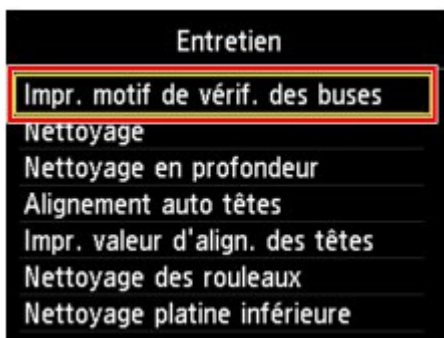 Entretien
Impr. motif de vérif. des buses
Nettoyage
Nettoyage en profondeur
Alignement auto têtes
Impr. valeur d'align. des têtes
Nettoyage des rouleaux
Nettoyage platine inférieure